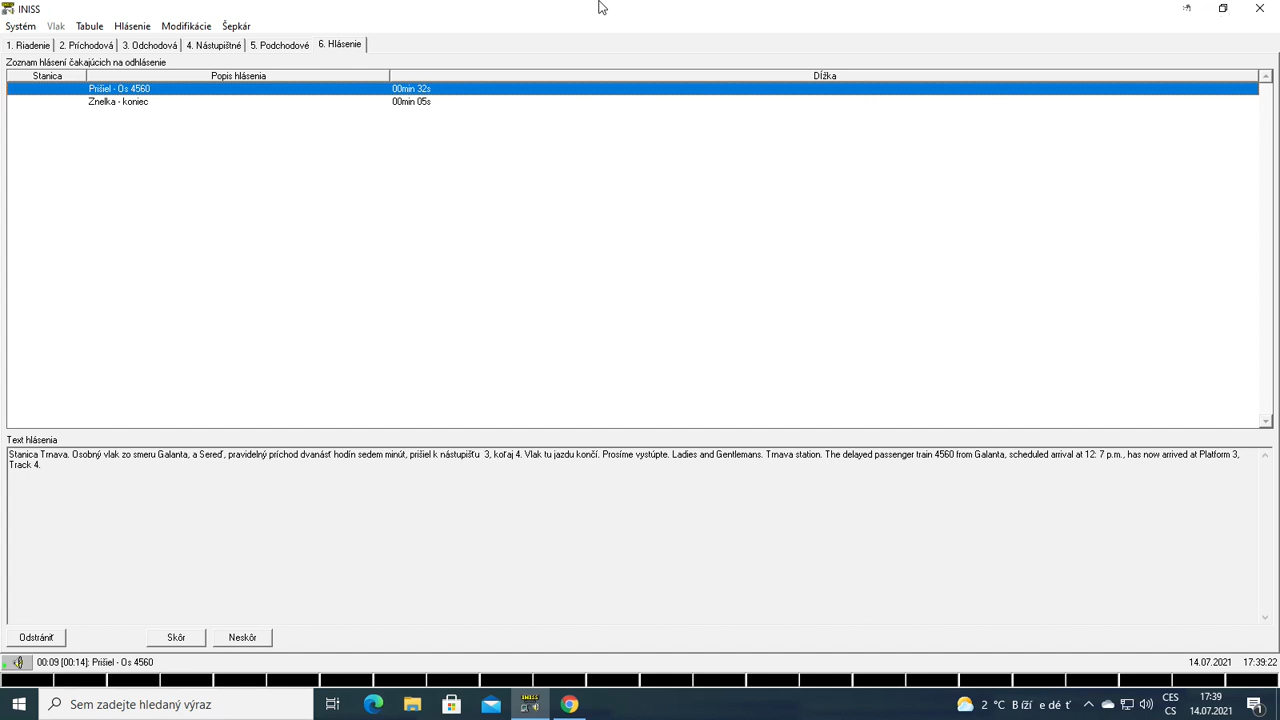 INISS
Systém Vlak Tabule Hlásenie Modifikácie Šepkár
1. Riadenie 2. Príchodová 3. Odchodová 4. Nástupištné 5. Podchodové 6. Hlásenie
Zoznam hlásení čakajúcich na odhlásenie
Stanica Popis hlásenia Dĺžka
Prišiel - Os 4560 00min 32s
Znelka - koniec 00min 05s
Text hlásenia
Stanica Trnava. Osobný vlak zo smeru Galanta, a Sereď, pravidelný príchod dvanásť hodín sedem minút, prišiel k nástupišťu 3, koľaj 4. Vlak tu jazdu končí. Prosíme vystúpte. Ladies and Gentlemans. Trnava station. The delayed passenger train 4560 from Galanta, scheduled arrival at 12: 7 p.m., has now arrived at Platform 3,
Track 4.
Odstrániť Skôr Neskôr
00:09 [00:14]: Prišiel - Os 4560 14.07.2021 17:39:22
Sem zadejte hledaný výraz 2 °C CES 17:39
CS 14.07.2021 1